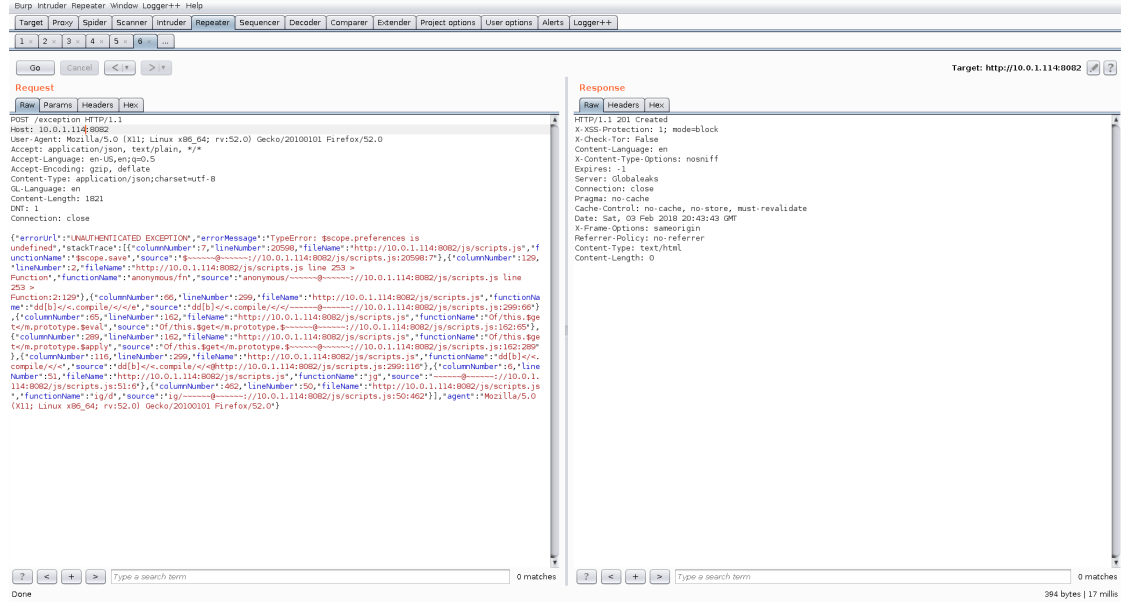 Burp Intruder Repeater Window Logger++ Help
Target Proxy Spider Scanner Intruder Repeater Sequencer Decoder Comparer Extender Project options User options Alerts Logger++
1 × 2 × 3 × 4 × 5 × 6 × ...
Go Cancel < > Target: http://10.0.1.114:8082 ?
Request
Raw Params Headers Hex
POST /exception HTTP/1.1
Host: 10.0.1.114:8082
User-Agent: Mozilla/5.0 (X11; Linux x86_64; rv:52.0) Gecko/20100101 Firefox/52.0
Accept: application/json, text/plain, */*
Accept-Language: en-US,en;q=0.5
Accept-Encoding: gzip, deflate
Content-Type: application/json;charset=utf-8
GL-Language: en
Content-Length: 1821
DNT: 1
Connection: close
{"errorUrl":"UNAUTHENTICATED EXCEPTION","errorMessage":"TypeError: $scope.preferences is
undefined","stackTrace":[{"columnNumber":7,"lineNumber":20598,"fileName":"http://10.0.1.114:8082/js/scripts.js","f
unctionName":"$scope.save","source":"$~~~~~~@~~~~~~://10.0.1.114:8082/js/scripts.js:20598:7"},{"columnNumber":129,
"lineNumber":2,"fileName":"http://10.0.1.114:8082/js/scripts.js line 253 >
Function","functionName":"anonymous/fn","source":"anonymous/~~~~~~@~~~~~~://10.0.1.114:8082/js/scripts.js line
253 >
Function:2:129"},{"columnNumber":66,"lineNumber":299,"fileName":"http://10.0.1.114:8082/js/scripts.js","functionNa
me":"dd[b]</<.compile/</</e","source":"dd[b]</<.compile/</</~~~~~~@~~~~~~://10.0.1.114:8082/js/scripts.js:299:66"}
,{"columnNumber":65,"lineNumber":162,"fileName":"http://10.0.1.114:8082/js/scripts.js","functionName":"Of/this.$ge
t</m.prototype.$eval","source":"Of/this.$get</m.prototype.$~~~~~~@~~~~~~://10.0.1.114:8082/js/scripts.js:162:65"},
{"columnNumber":289,"lineNumber":162,"fileName":"http://10.0.1.114:8082/js/scripts.js","functionName":"Of/this.$ge
t</m.prototype.$apply","source":"Of/this.$get</m.prototype.$~~~~~~@~~~~~~://10.0.1.114:8082/js/scripts.js:162:289"
},{"columnNumber":116,"lineNumber":299,"fileName":"http://10.0.1.114:8082/js/scripts.js","functionName":"dd[b]</<.
compile/</<","source":"dd[b]</<.compile/</<@http://10.0.1.114:8082/js/scripts.js:299:116"},{"columnNumber":6,"line
Number":51,"fileName":"http://10.0.1.114:8082/js/scripts.js","functionName":"jg","source":"~~~~~~@~~~~~~://10.0.1.
114:8082/js/scripts.js:51:6"},{"columnNumber":462,"lineNumber":50,"fileName":"http://10.0.1.114:8082/js/scripts.js
","functionName":"ig/d","source":"ig/~~~~~~@~~~~~~://10.0.1.114:8082/js/scripts.js:50:462"}],"agent":"Mozilla/5.0
(X11; Linux x86_64; rv:52.0) Gecko/20100101 Firefox/52.0"}
? < + > Type a search term 0 matches
Response
Raw Headers Hex
HTTP/1.1 201 Created
X-XSS-Protection: 1; mode=block
X-Check-Tor: False
Content-Language: en
X-Content-Type-Options: nosniff
Expires: -1
Server: Globaleaks
Connection: close
Pragma: no-cache
Cache-Control: no-cache, no-store, must-revalidate
Date: Sat, 03 Feb 2018 20:43:43 GMT
X-Frame-Options: sameorigin
Referrer-Policy: no-referrer
Content-Type: text/html
Content-Length: 0
? < + > Type a search term 0 matches
Done 394 bytes | 17 millis